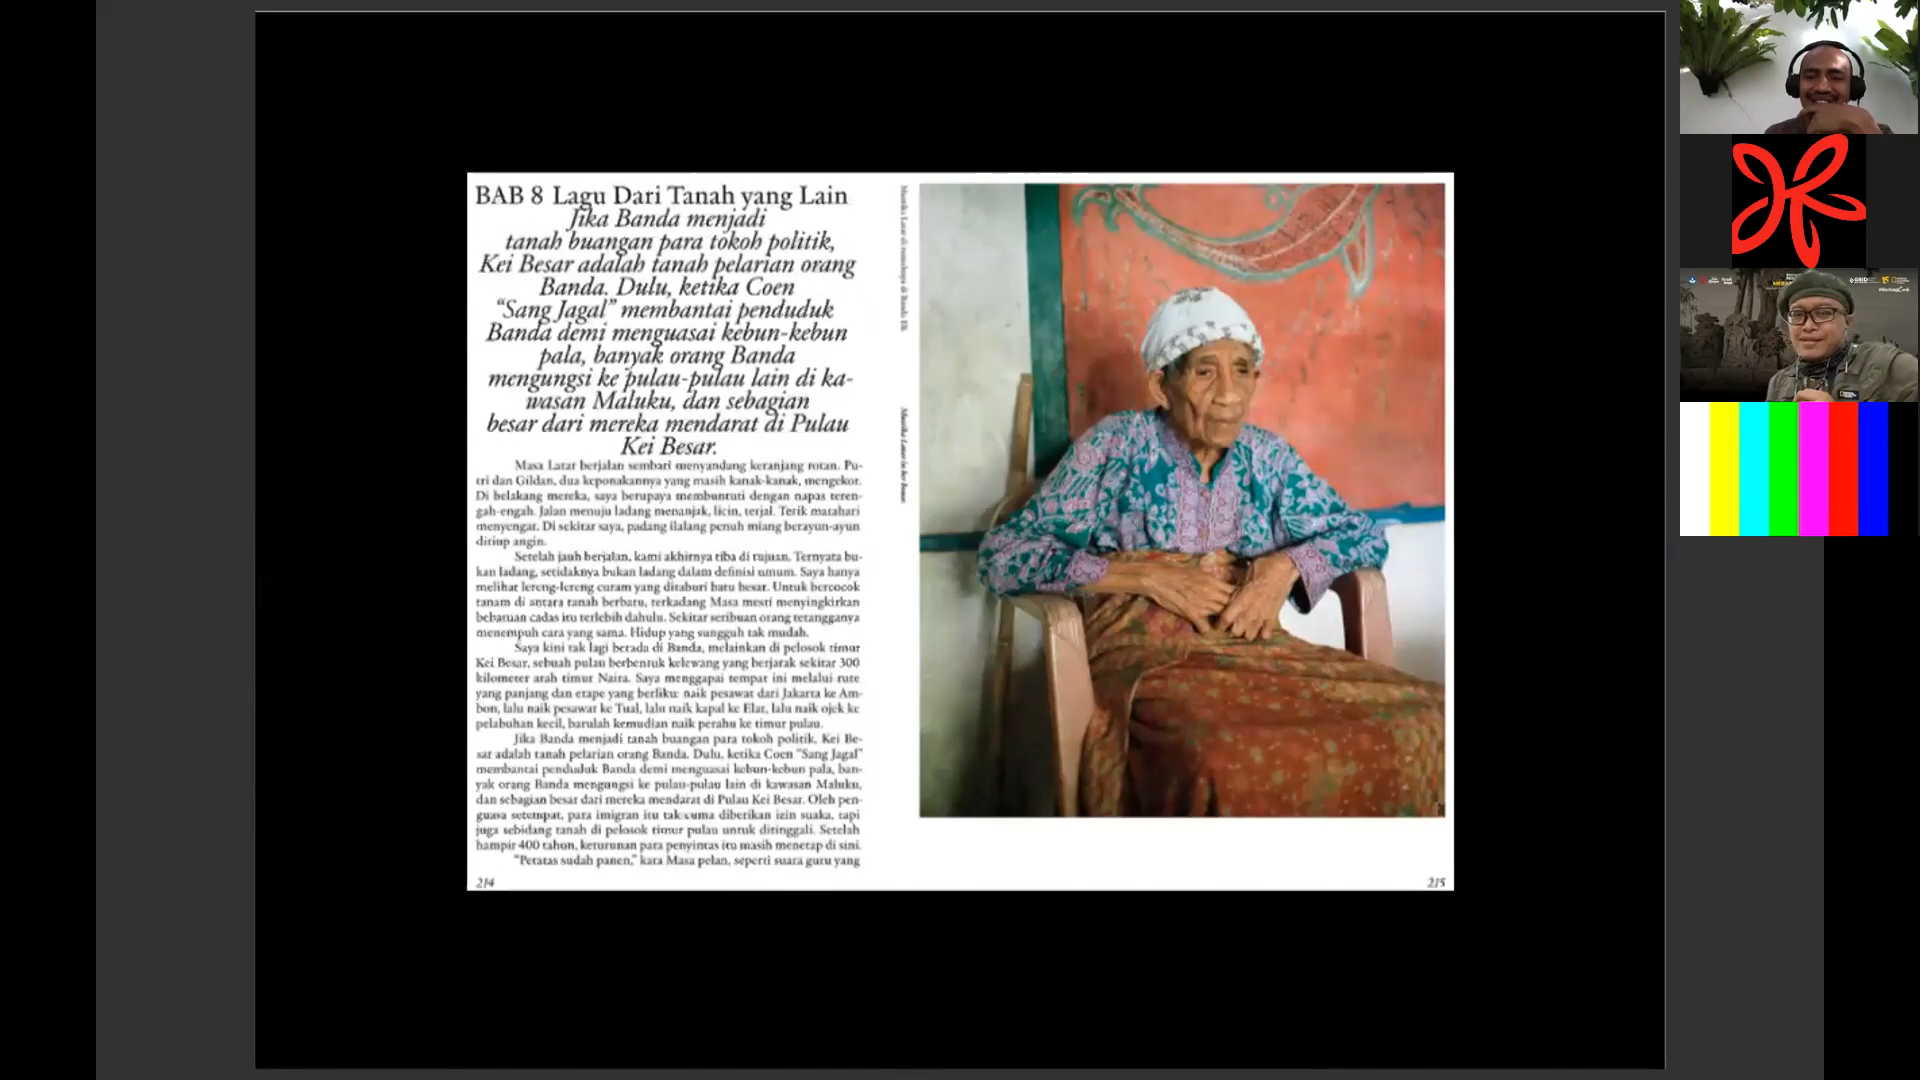 BAB 8 Lagu Dari Tanah yang Lain
Jika Banda menjadi
tanah buangan para tokoh politik,
Kei Besar adalah tanah pelarian orang
Banda. Dulu, ketika Coen
“Sang Jagal” membantai penduduk
Banda demi menguasai kebun-kebun
pala, banyak orang Banda
mengungsi ke pulau-pulau lain di ka-
wasan Maluku, dan sebagian
besar dari mereka mendarat di Pulau
Kei Besar.
Masa Latar berjalan sembari menyandang keranjang rotan. Pu-
tri dan Gildan, dua keponakannya yang masih kanak-kanak, mengekor.
Di belakang mereka, saya berupaya membuntuti dengan napas teren-
gah-engah. Jalan menuju ladang menanjak, licin, terjal. Terik matahari
menyengat. Di sekitar saya, padang ilalang penuh miang berayun-ayun
ditiup angin.
Setelah jauh berjalan, kami akhirnya tiba di tujuan. Ternyata bu-
kan ladang, setidaknya bukan ladang dalam definisi umum. Saya hanya
melihat lereng-lereng curam yang ditaburi batu besar. Untuk bercocok
tanam di antara tanah berbatu, terkadang Masa mesti menyingkirkan
bebatuan cadas itu terlebih dahulu. Sekitar seribuan orang tetangganya
menempuh cara yang sama. Hidup yang sungguh tak mudah.
Saya kini tak lagi berada di Banda, melainkan di pelosok timur
Kei Besar, sebuah pulau berbentuk kelewang yang berjarak sekitar 300
kilometer arah timur Naira. Saya menggapai tempat ini melalui rute
yang panjang dan etape yang berliku: naik pesawat dari Jakarta ke Am-
bon, lalu naik pesawat ke Tual, lalu naik kapal ke Elat, lalu naik ojek ke
pelabuhan kecil, barulah kemudian naik perahu ke timur pulau.
Jika Banda menjadi tanah buangan para tokoh politik, Kei Be-
sar adalah tanah pelarian orang Banda. Dulu, ketika Coen “Sang Jagal”
membantai penduduk Banda demi menguasai kebun-kebun pala, ban-
yak orang Banda mengungsi ke pulau-pulau lain di kawasan Maluku,
dan sebagian besar dari mereka mendarat di Pulau Kei Besar. Oleh pen-
guasa setempat, para imigran itu tak cuma diberikan izin suaka, tapi
juga sebidang tanah di pelosok timur pulau untuk ditinggali. Setelah
hampir 400 tahun, keturunan para penyintas itu masih menetap di sini.
“Petatas sudah panen,” kata Masa pelan, seperti suara guru yang
214
215